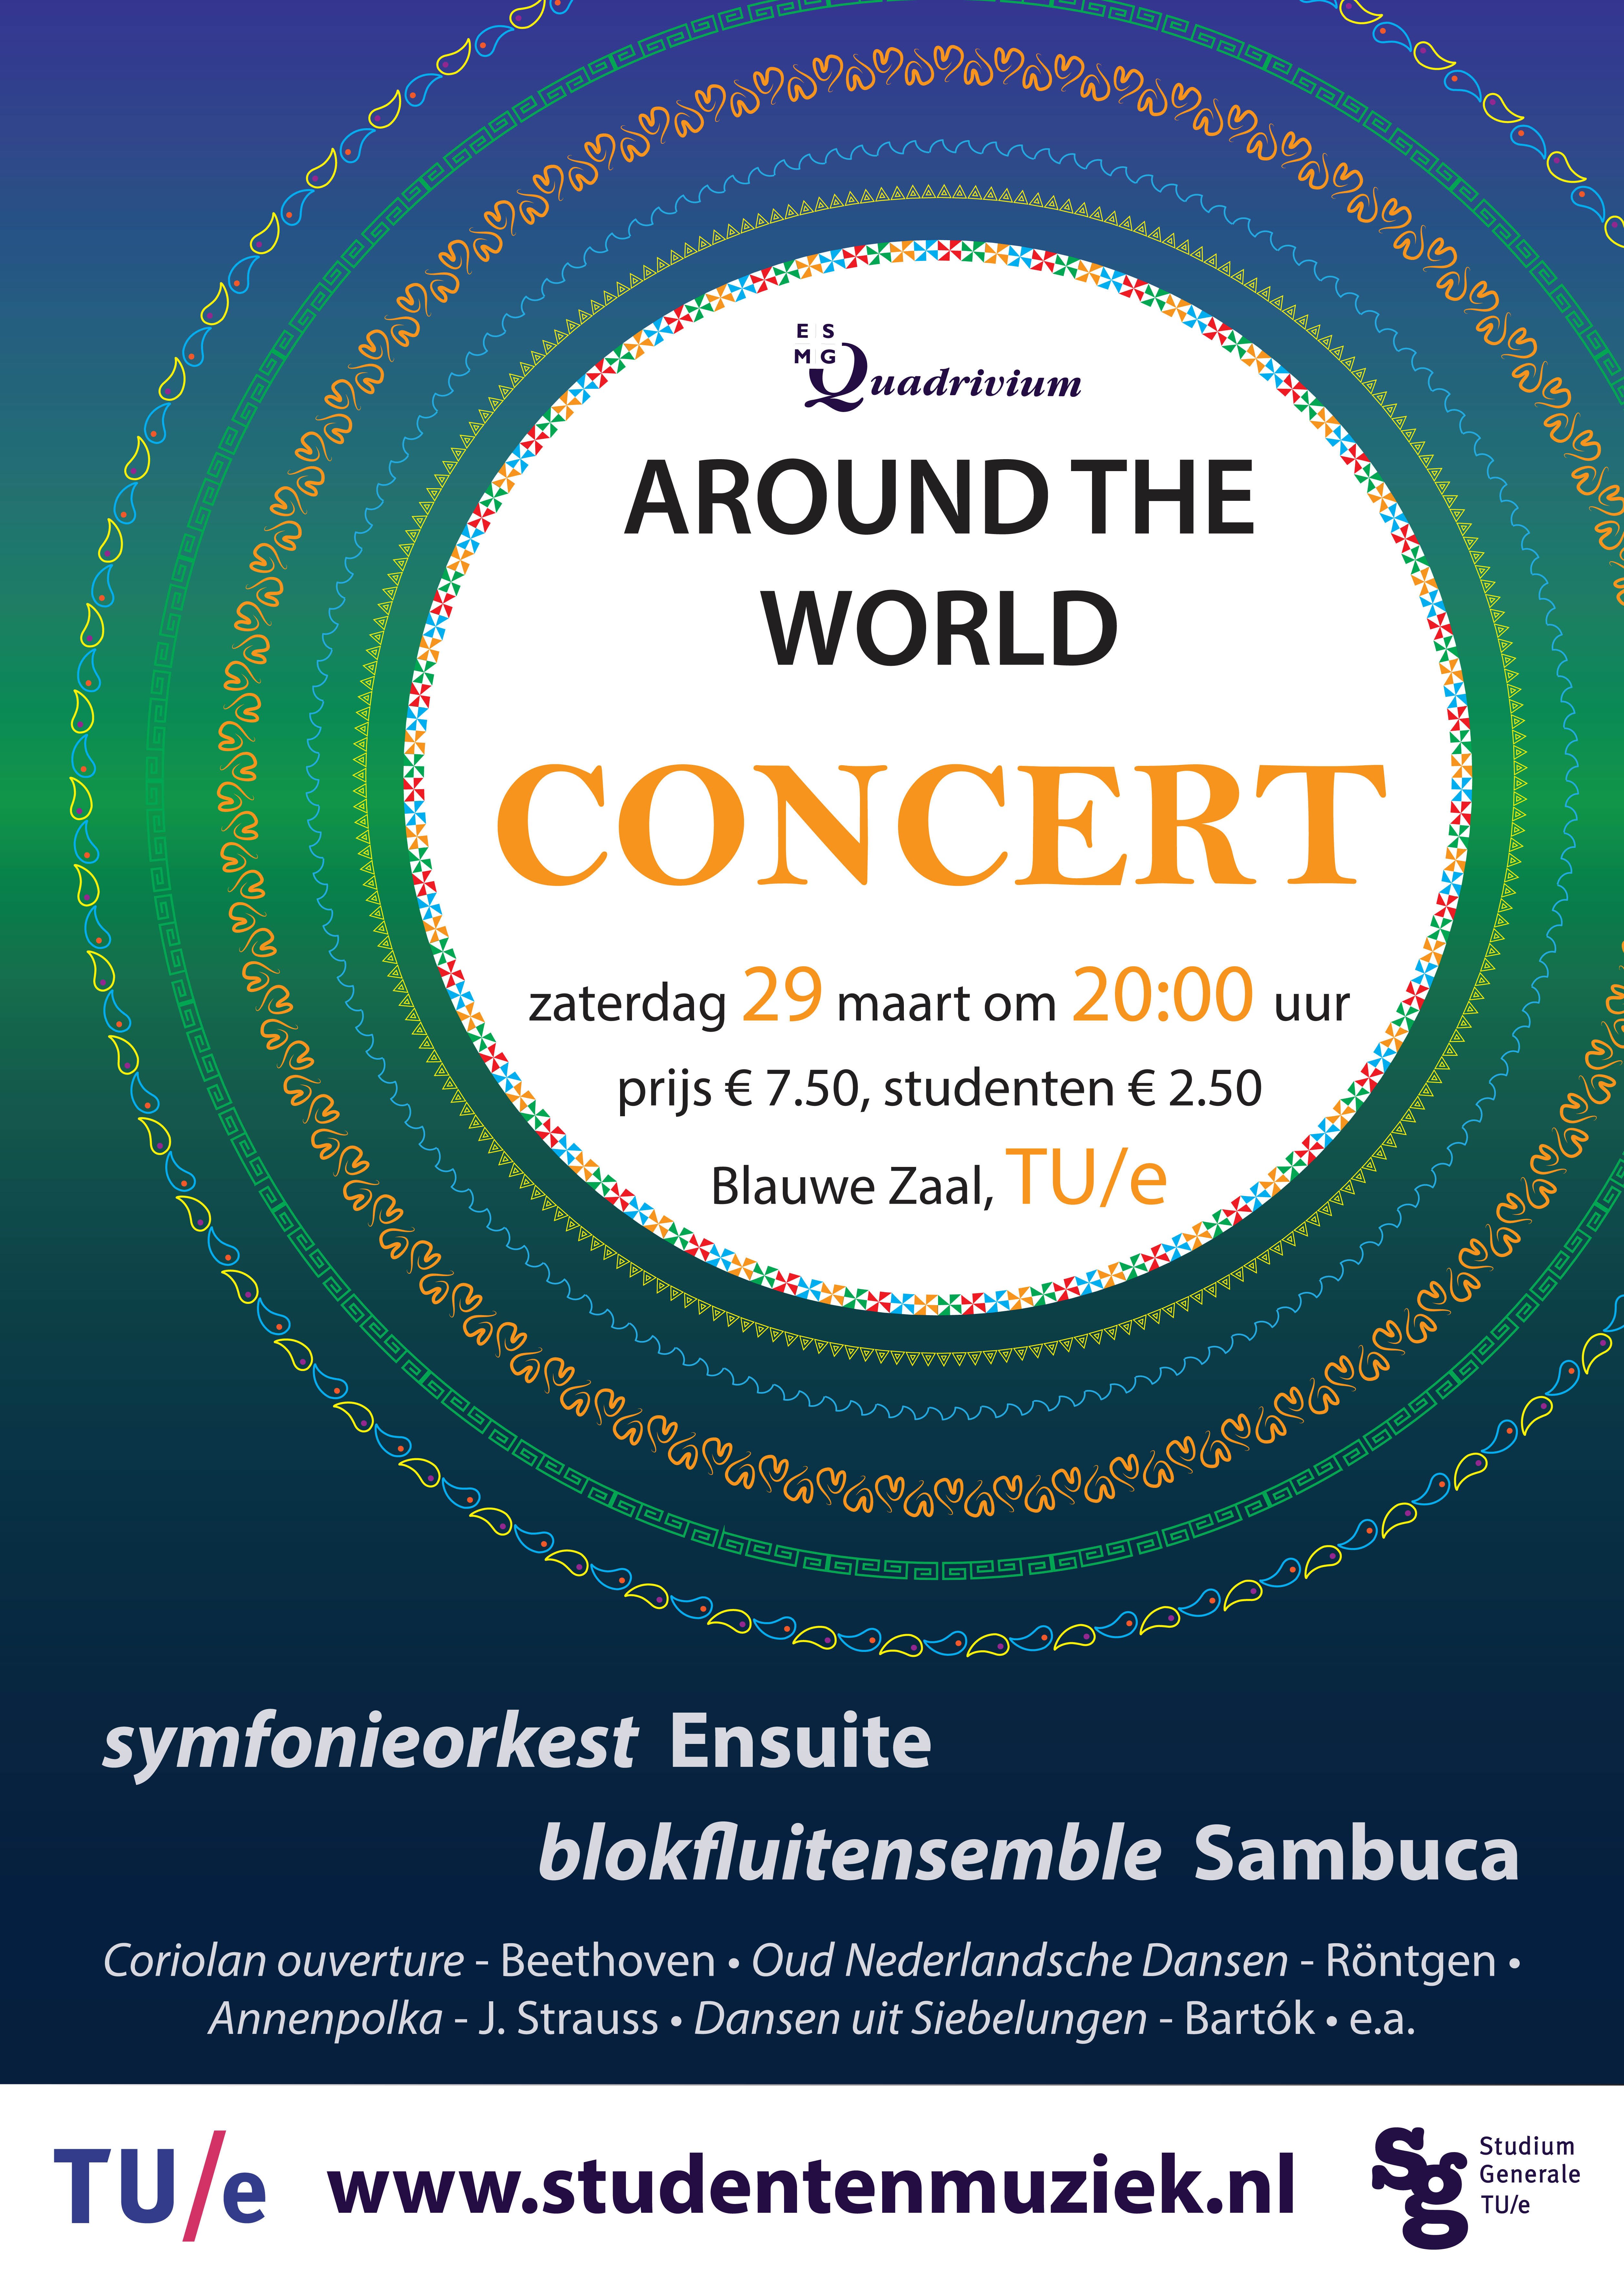 E S
M G
Quadrivium
AROUND THE
WORLD
CONCERT
zaterdag 29 maart om 20:00 uur
prijs € 7.50, studenten € 2.50
Blauwe Zaal, TU/e
symfonieorkest Ensuite
blokfluitensemble Sambuca
Coriolan ouverture - Beethoven • Oud Nederlandsche Dansen - Röntgen •
Annenpolka - J. Strauss • Dansen uit Siebelungen - Bartók • e.a.
TU/e
www.studentenmuziek.nl
Sg
Studium
Generale
TU/e